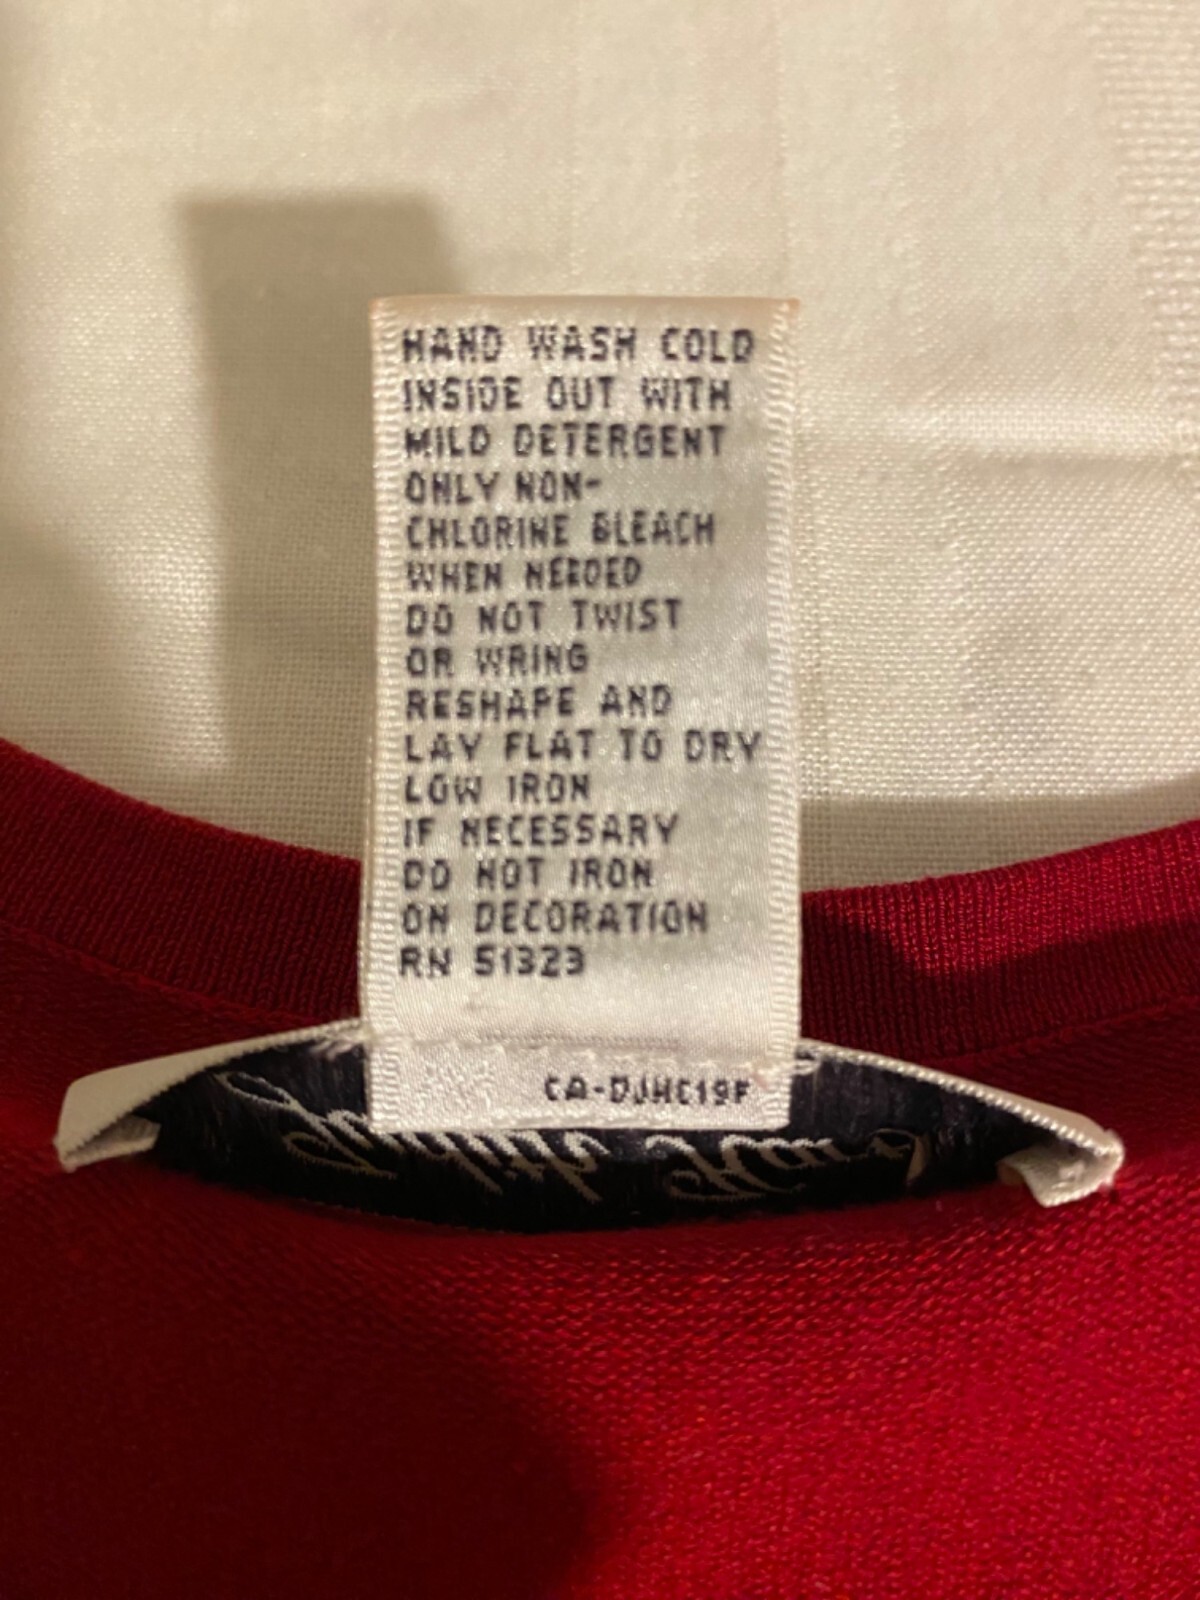 HAND WASH COLD
INSIDE OUT WITH
MILD DETERGENT
ONLY NON-
CHLORINE BLEACH
WHEN NEEDED
DO NOT TWIST
OR WRING
RESHAPE AND
LAY FLAT TO DRY
LOW IRON
IF NECESSARY
DO NOT IRON
ON DECORATION
RN 51323
CA-DJHC19F